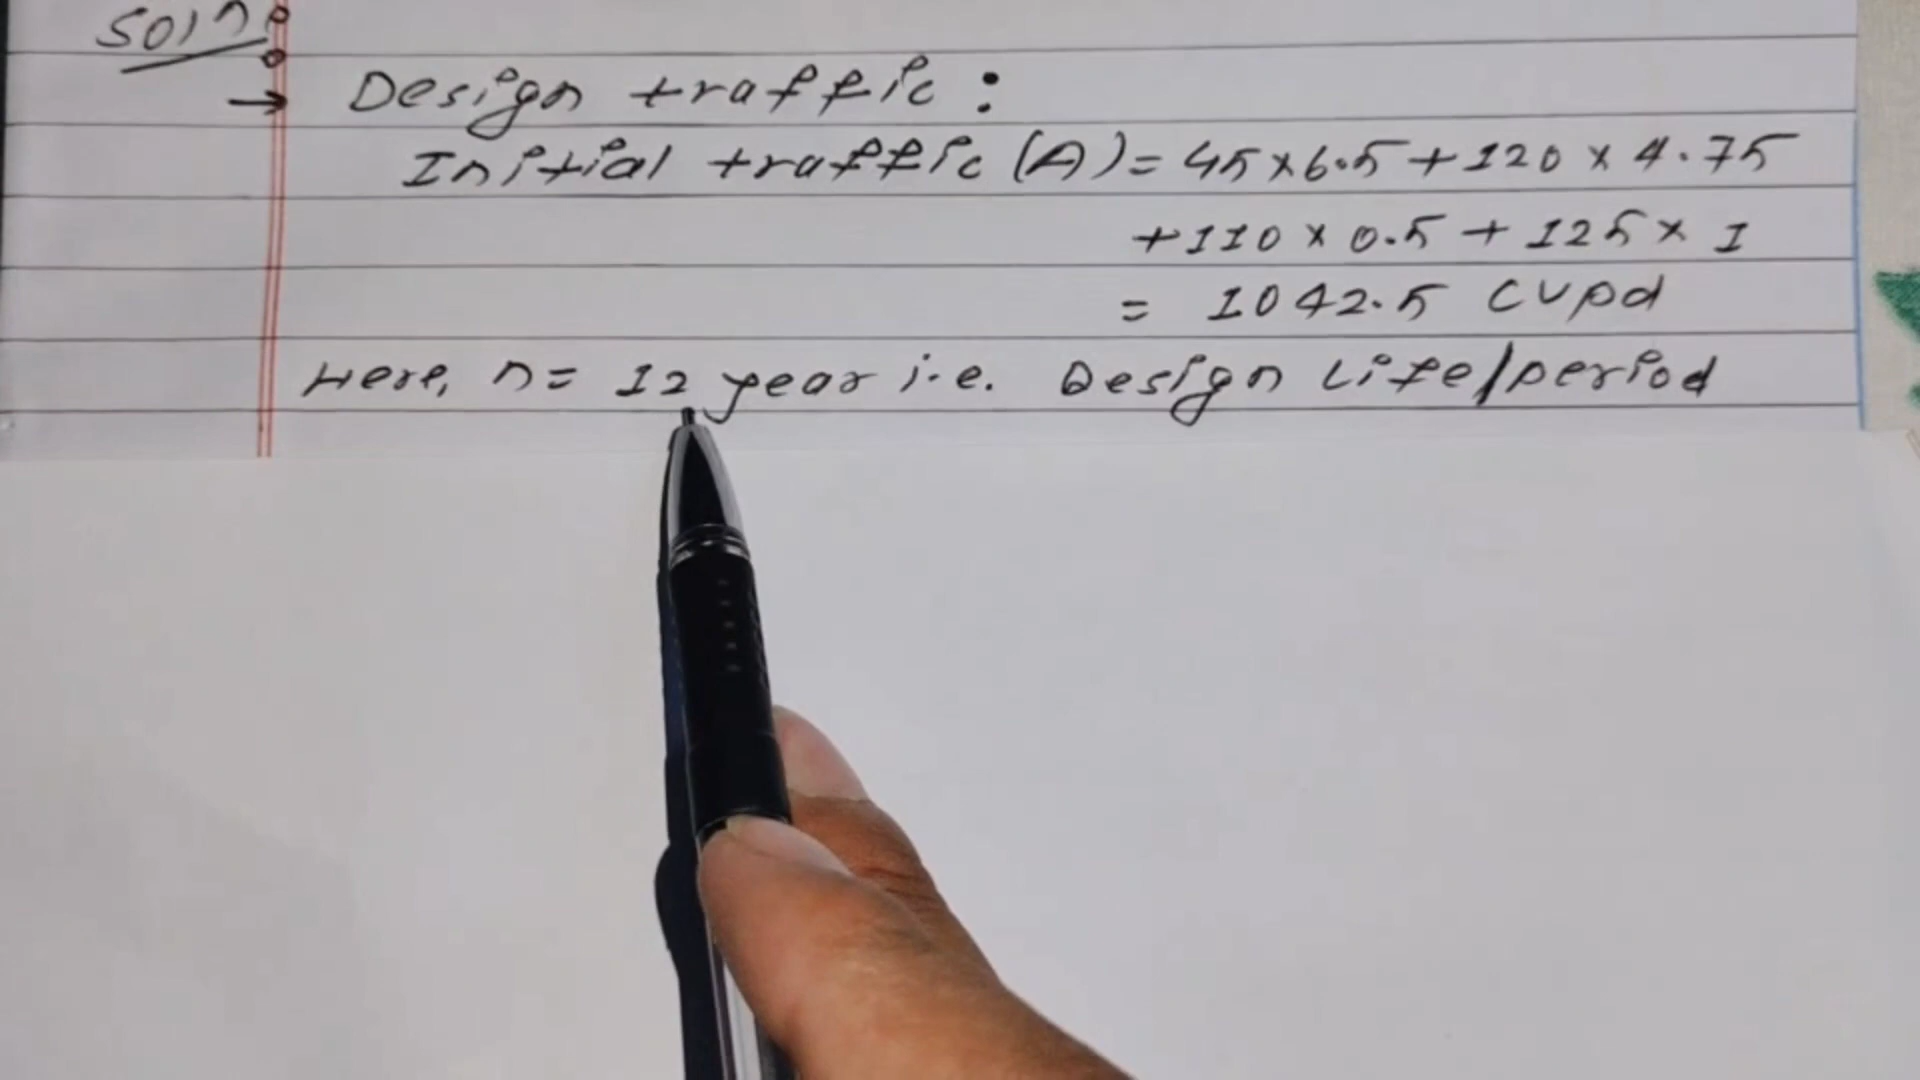 Soln:
→ Design traffic:
Initial traffic (A) = 45 × 6.5 + 120 × 4.75
+ 110 × 0.5 + 125 × 1
= 1042.5 cvpd
Here, n = 12 year i.e. Design Life/period